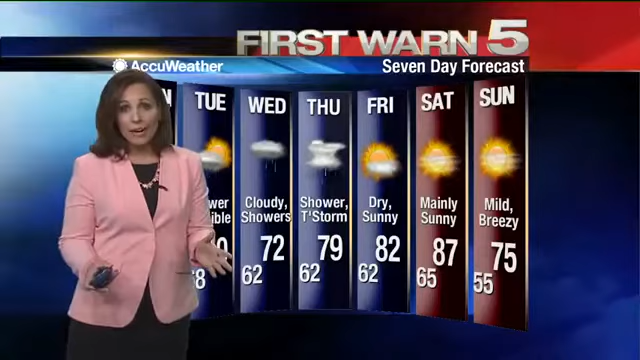 FIRST WARN 5
AccuWeather
Seven Day Forecast
TUE
WED
THU
FRI
SAT
SUN
Cloudy,
Showers
Shower,
T'Storm
Dry,
Sunny
Mainly
Sunny
Mild,
Breezy
72
79
82
87
75
62
62
62
65
55